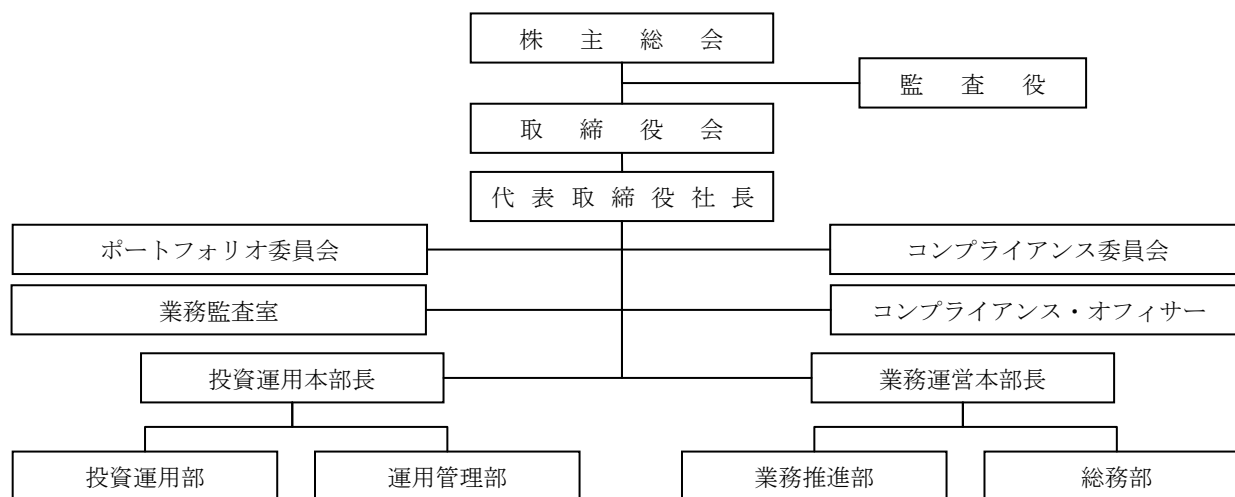 株主総会
監査役
取締役会
代表取締役社長
ポートフォリオ委員会
コンプライアンス委員会
業務監査室
コンプライアンス・オフィサー
投資運用本部長
業務運営本部長
投資運用部
運用管理部
業務推進部
総務部